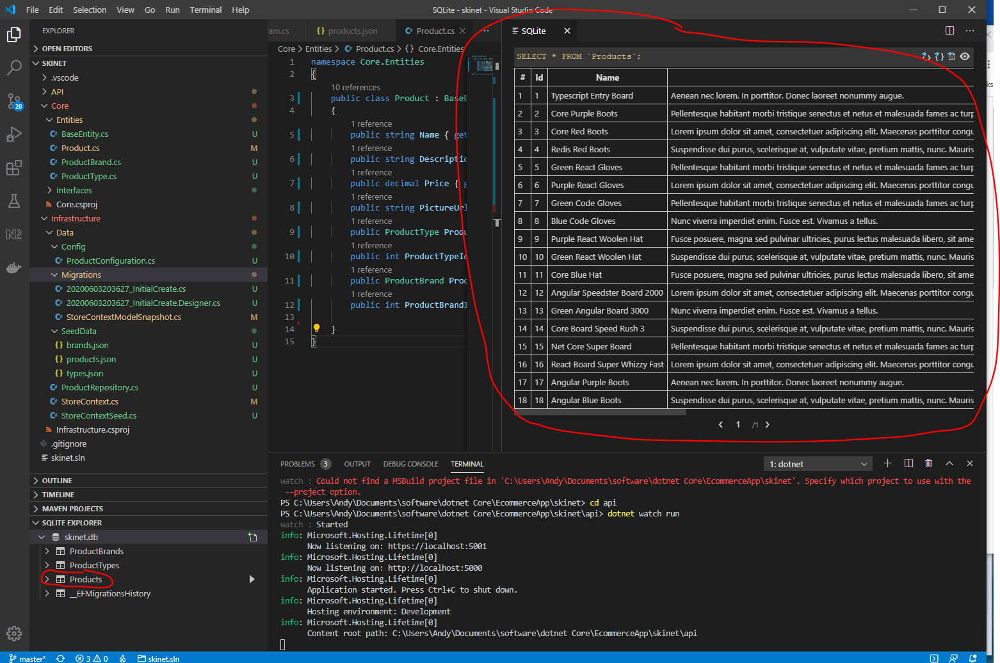 File Edit Selection View Go Run Terminal Help
SQLite - skinet - Visual Studio Code
EXPLORER
OPEN EDITORS
SKINET
.vscode
API
Core
Entities
BaseEntity.cs U
Product.cs M
ProductBrand.cs U
ProductType.cs U
Interfaces
Core.csproj
Infrastructure
Data
Config
ProductConfiguration.cs U
Migrations
20200603203627_InitialCreate.cs U
20200603203627_InitialCreate.Designer.cs U
StoreContextModelSnapshot.cs M
SeedData
brands.json U
products.json U
types.json U
ProductRepository.cs U
StoreContext.cs M
StoreContextSeed.cs U
Infrastructure.csproj
.gitignore
skinet.sln
OUTLINE
TIMELINE
MAVEN PROJECTS
SQLITE EXPLORER
skinet.db
ProductBrands
ProductTypes
Products
__EFMigrationsHistory
20
ram.cs {} products.json C# Product.cs
Core > Entities > C# Product.cs > {} Core.Entities
1 namespace Core.Entities
2 {
10 references
3 public class Product : BaseE
4 {
1 reference
5 public string Name { get
1 reference
6 public string Descriptio
1 reference
7 public decimal Price { g
1 reference
8 public string PictureUrl
1 reference
9 public ProductType Produ
1 reference
10 public int ProductTypeId
1 reference
11 public ProductBrand Prod
1 reference
12 public int ProductBrandI
13
14 }
15 }
SQLite
SELECT * FROM `Products`;
# Id Name
1 1 Typescript Entry Board Aenean nec lorem. In porttitor. Donec laoreet nonummy augue.
2 2 Core Purple Boots Pellentesque habitant morbi tristique senectus et netus et malesuada fames ac turp
3 3 Core Red Boots Lorem ipsum dolor sit amet, consectetuer adipiscing elit. Maecenas porttitor congu
4 4 Redis Red Boots Suspendisse dui purus, scelerisque at, vulputate vitae, pretium mattis, nunc. Mauris
5 5 Green React Gloves Pellentesque habitant morbi tristique senectus et netus et malesuada fames ac turp
6 6 Purple React Gloves Lorem ipsum dolor sit amet, consectetuer adipiscing elit. Maecenas porttitor congu
7 7 Green Code Gloves Pellentesque habitant morbi tristique senectus et netus et malesuada fames ac turp
8 8 Blue Code Gloves Nunc viverra imperdiet enim. Fusce est. Vivamus a tellus.
9 9 Purple React Woolen Hat Fusce posuere, magna sed pulvinar ultricies, purus lectus malesuada libero, sit ame
10 10 Green React Woolen Hat Suspendisse dui purus, scelerisque at, vulputate vitae, pretium mattis, nunc. Mauris
11 11 Core Blue Hat Fusce posuere, magna sed pulvinar ultricies, purus lectus malesuada libero, sit ame
12 12 Angular Speedster Board 2000 Lorem ipsum dolor sit amet, consectetuer adipiscing elit. Maecenas porttitor congu
13 13 Green Angular Board 3000 Nunc viverra imperdiet enim. Fusce est. Vivamus a tellus.
14 14 Core Board Speed Rush 3 Suspendisse dui purus, scelerisque at, vulputate vitae, pretium mattis, nunc. Mauris
15 15 Net Core Super Board Pellentesque habitant morbi tristique senectus et netus et malesuada fames ac turp
16 16 React Board Super Whizzy Fast Lorem ipsum dolor sit amet, consectetuer adipiscing elit. Maecenas porttitor congu
17 17 Angular Purple Boots Aenean nec lorem. In porttitor. Donec laoreet nonummy augue.
18 18 Angular Blue Boots Suspendisse dui purus, scelerisque at, vulputate vitae, pretium mattis, nunc. Mauris
1 /1
ks
PROBLEMS 3 OUTPUT DEBUG CONSOLE TERMINAL 1: dotnet
watch : Could not find a MSBuild project file in 'C:\Users\Andy\Documents\software\dotnet Core\EcommerceApp\skinet'. Specify which project to use with the
--project option.
PS C:\Users\Andy\Documents\software\dotnet Core\EcommerceApp\skinet> cd api
PS C:\Users\Andy\Documents\software\dotnet Core\EcommerceApp\skinet\api> dotnet watch run
watch : Started
info: Microsoft.Hosting.Lifetime[0]
Now listening on: https://localhost:5001
info: Microsoft.Hosting.Lifetime[0]
Now listening on: http://localhost:5000
info: Microsoft.Hosting.Lifetime[0]
Application started. Press Ctrl+C to shut down.
info: Microsoft.Hosting.Lifetime[0]
Hosting environment: Development
info: Microsoft.Hosting.Lifetime[0]
Content root path: C:\Users\Andy\Documents\software\dotnet Core\EcommerceApp\skinet\api
master* 3 0 skinet.sln